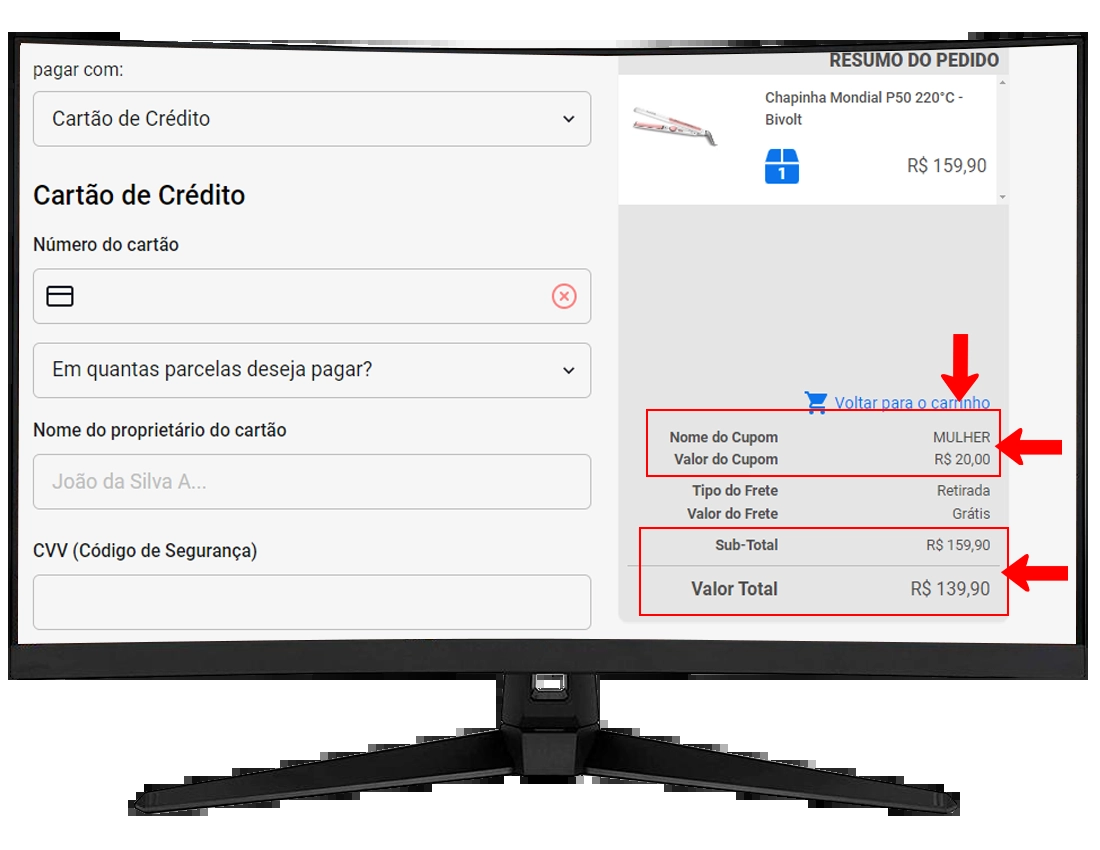 pagar com:
Cartão de Crédito
Cartão de Crédito
Número do cartão
Em quantas parcelas deseja pagar?
Nome do proprietário do cartão
João da Silva A...
CVV (Código de Segurança)
RESUMO DO PEDIDO
Chapinha Mondial P50 220°C -
Bivolt
1
R$ 159,90
Voltar para o carrinho
Nome do Cupom MULHER
Valor do Cupom R$ 20,00
Tipo do Frete Retirada
Valor do Frete Grátis
Sub-Total R$ 159,90
Valor Total R$ 139,90